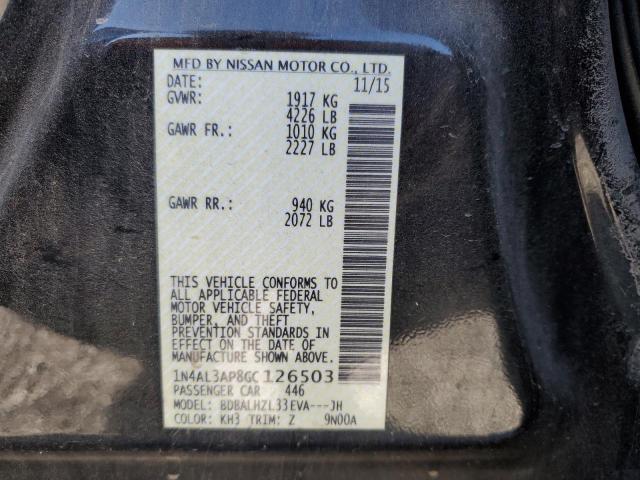 MFD BY NISSAN MOTOR CO., LTD.
DATE: 11/15
GVWR: 1917 KG
4226 LB
GAWR FR.: 1010 KG
2227 LB
GAWR RR.: 940 KG
2072 LB
THIS VEHICLE CONFORMS TO
ALL APPLICABLE FEDERAL
MOTOR VEHICLE SAFETY,
BUMPER, AND THEFT
PREVENTION STANDARDS IN
EFFECT ON THE DATE OF
MANUFACTURE SHOWN ABOVE.
1N4AL3AP8GC126503
PASSENGER CAR 446
MODEL: BDBALHZL33EVA---JH
COLOR: KH3 TRIM: Z 9N00A